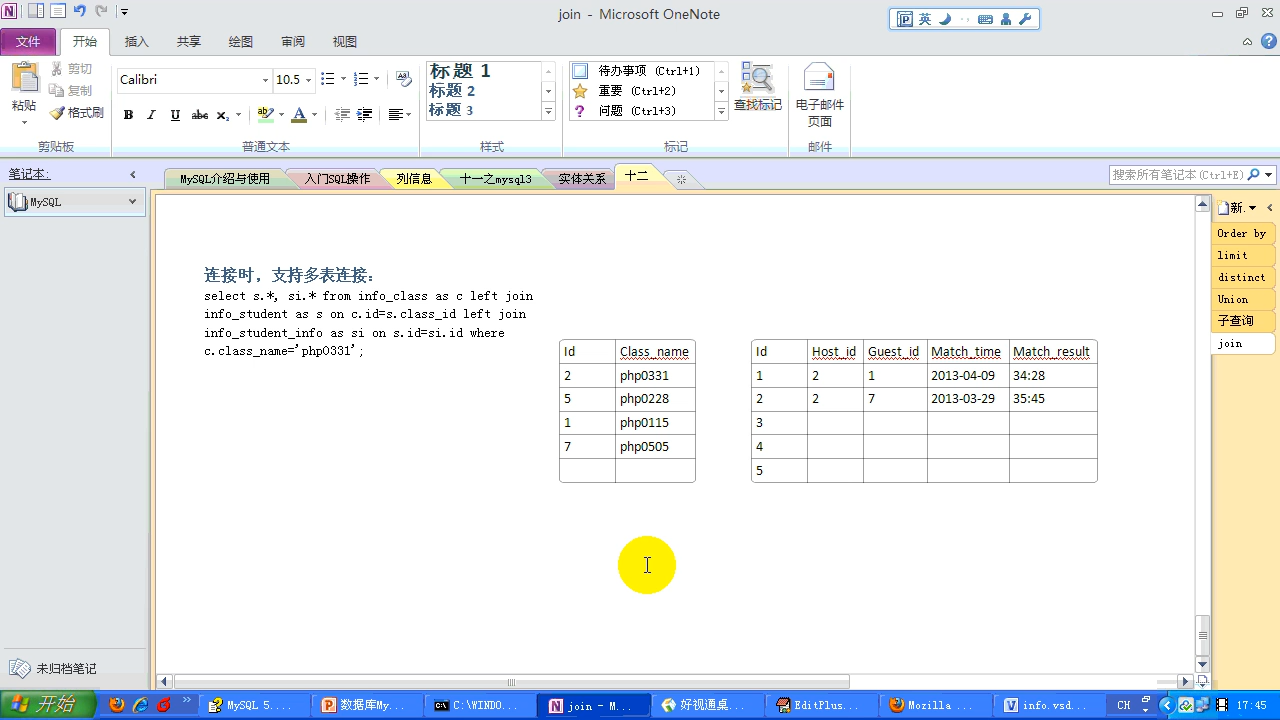 join - Microsoft OneNote
英
文件 开始 插入 共享 绘图 审阅 视图
粘贴
剪切
复制
格式刷
剪贴板
Calibri 10.5
B I U abc x₂ A
普通文本
标题 1
标题 2
标题 3
样式
待办事项 (Ctrl+1)
重要 (Ctrl+2)
问题 (Ctrl+3)
查找标记
标记
电子邮件
页面
邮件
笔记本:
MySQL
MySQL介绍与使用 入门SQL操作 列信息 十一之mysql3 实体关系 十二
搜索所有笔记本(Ctrl+E)
新.
Order by
limit
distinct
Union
子查询
join
连接时，支持多表连接：
select s.*, si.* from info_class as c left join
info_student as s on c.id=s.class_id left join
info_student_info as si on s.id=si.id where
c.class_name='php0331';
Id Class_name
2 php0331
5 php0228
1 php0115
7 php0505
Id Host_id Guest_id Match_time Match_result
1 2 1 2013-04-09 34:28
2 2 7 2013-03-29 35:45
3
4
5
未归档笔记
开始 MySQL 5.... 数据库My... C:\WINDO... join - M... 好视通桌... EditPlus... Mozilla ... info.vsd... CH 17:45